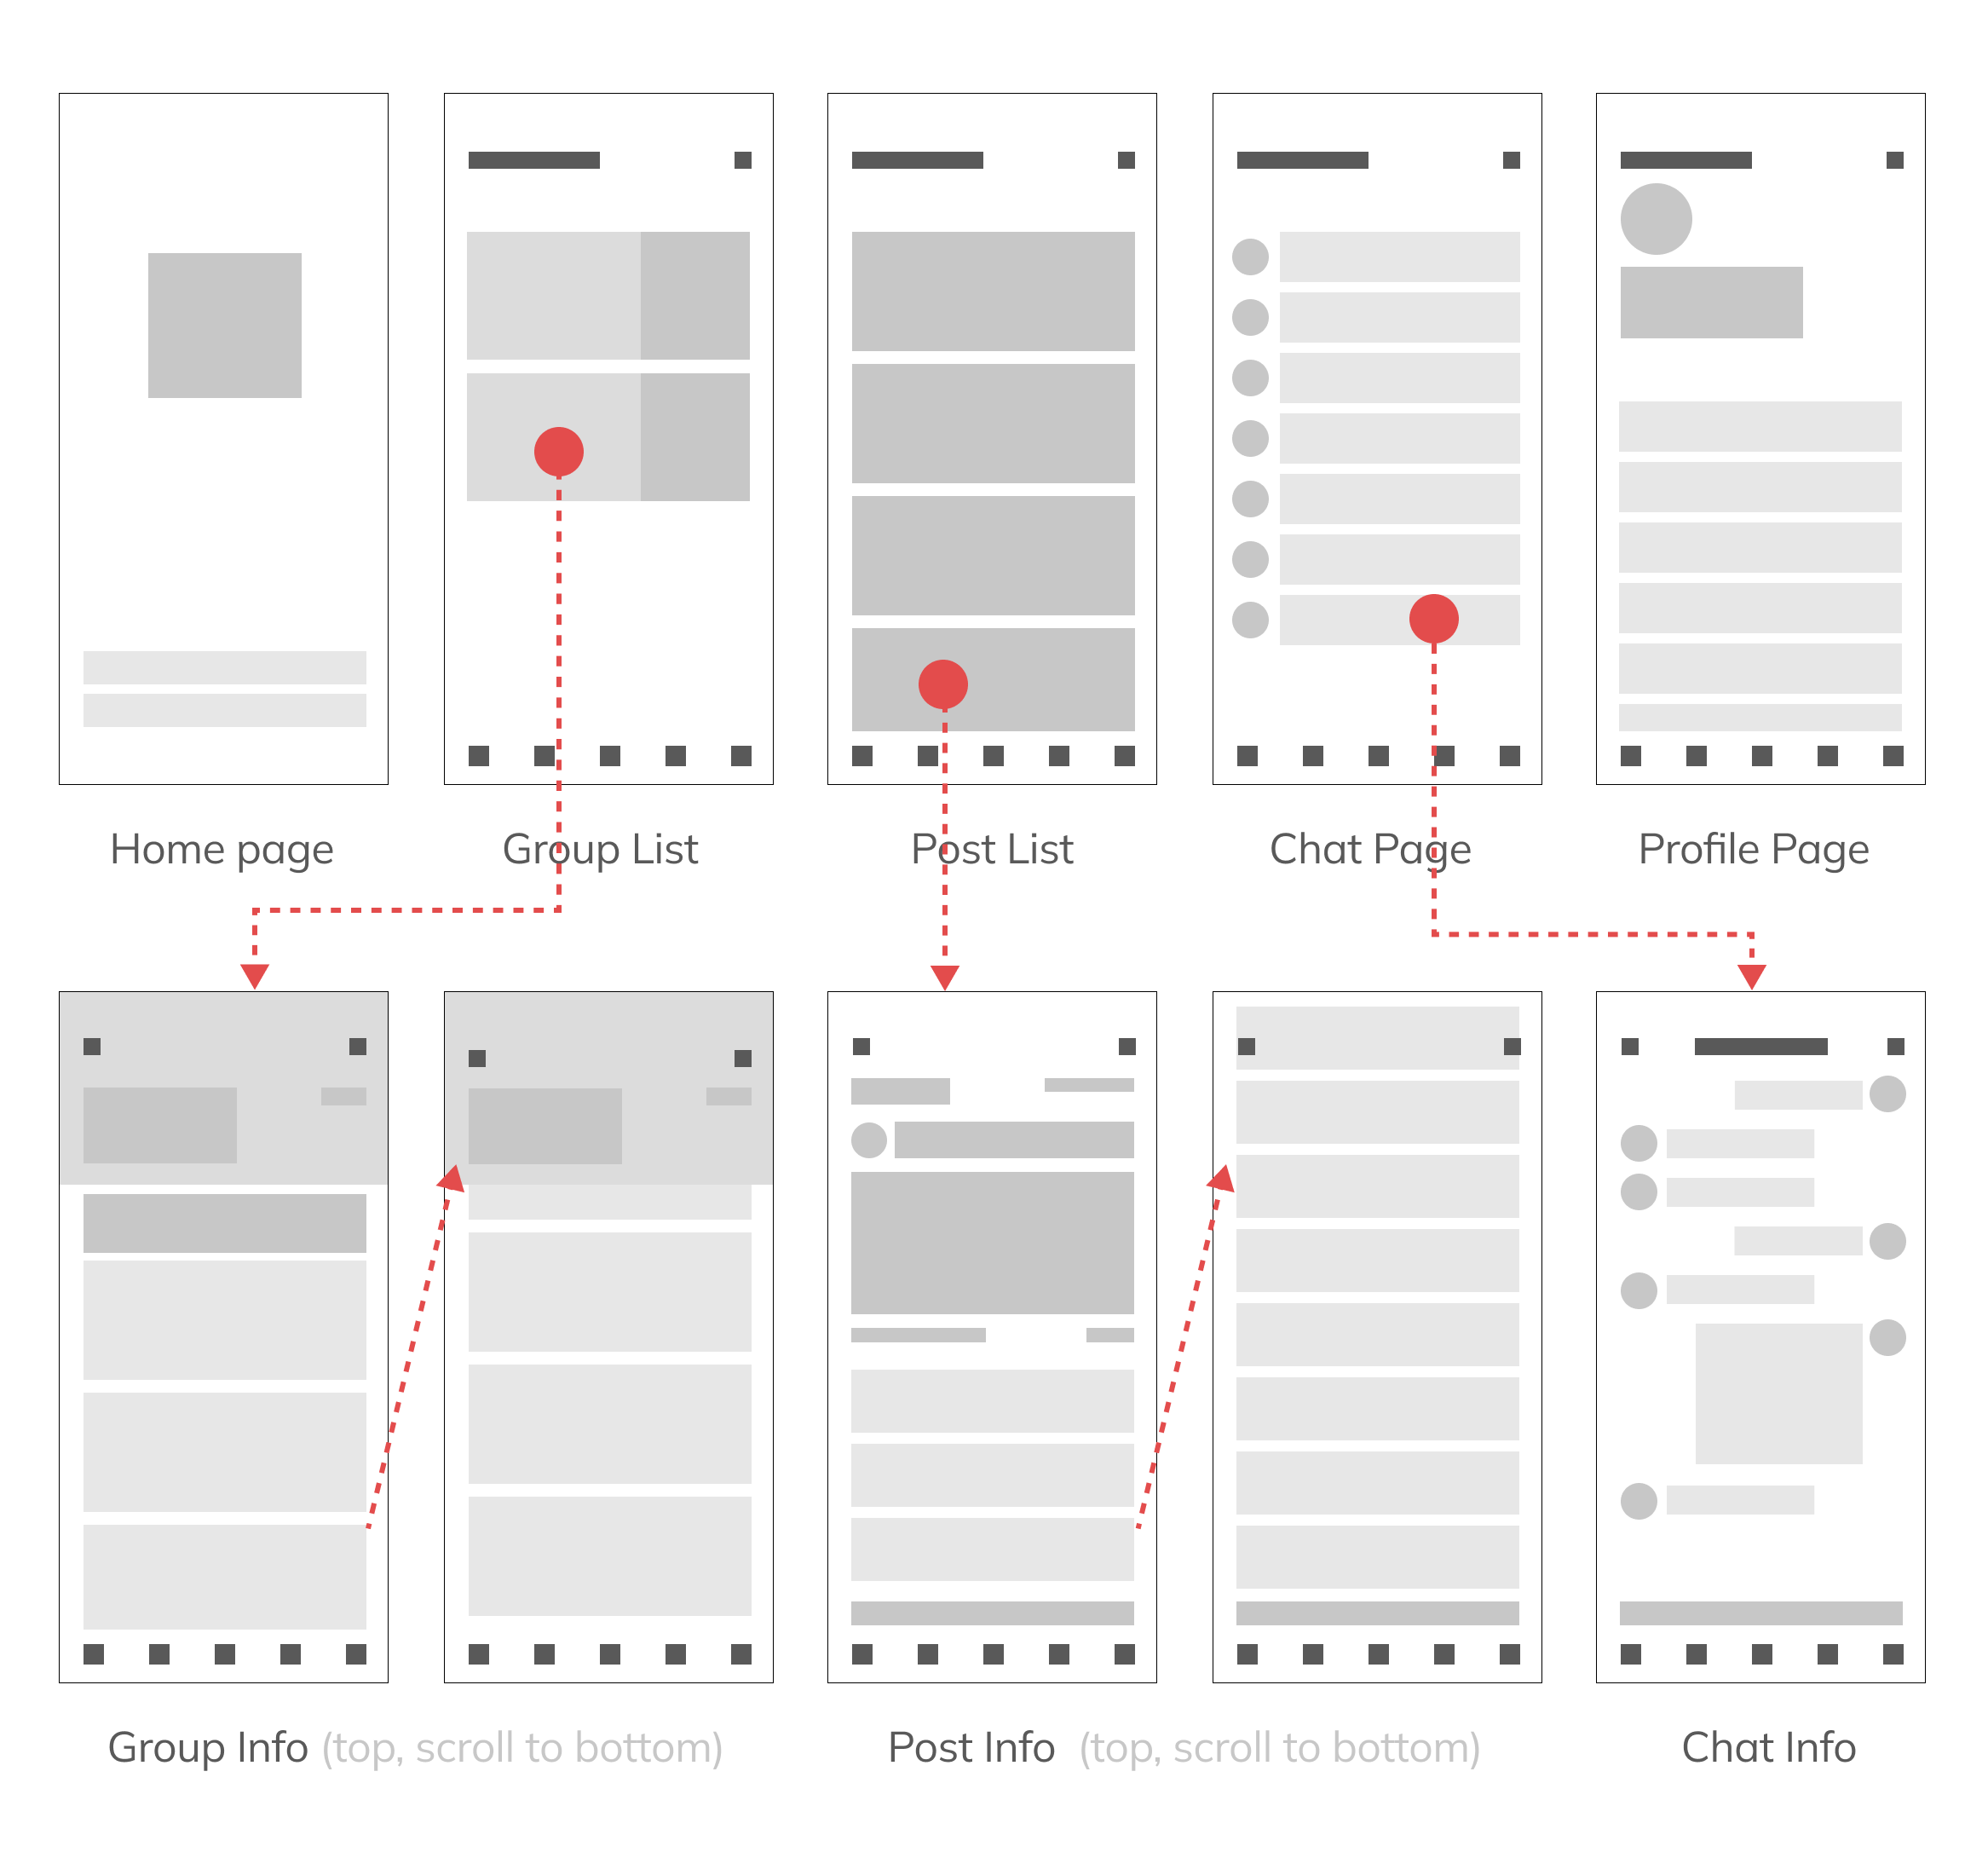 Home page
Group List
Post List
Chat Page
Profile Page
Group Info (top, scroll to bottom)
Post Info (top, scroll to bottom)
Chat Info